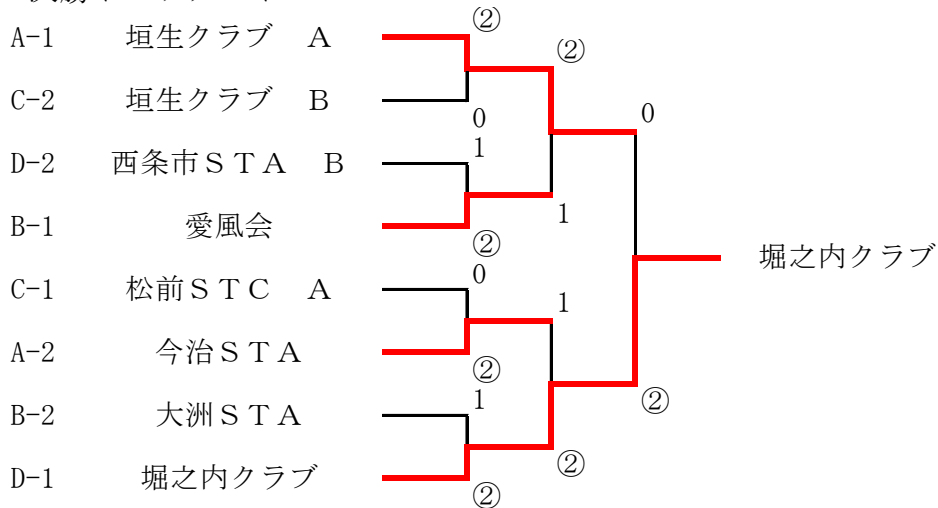 ②
A-1 垣生クラブ A
②
C-2 垣生クラブ B
0
0
1
D-2 西条市ＳＴＡ B
1
B-1 愛風会
②
堀之内クラブ
0
C-1 松前ＳＴＣ A
1
A-2 今治ＳＴＡ
②
1
②
B-2 大洲ＳＴＡ
②
D-1 堀之内クラブ
②